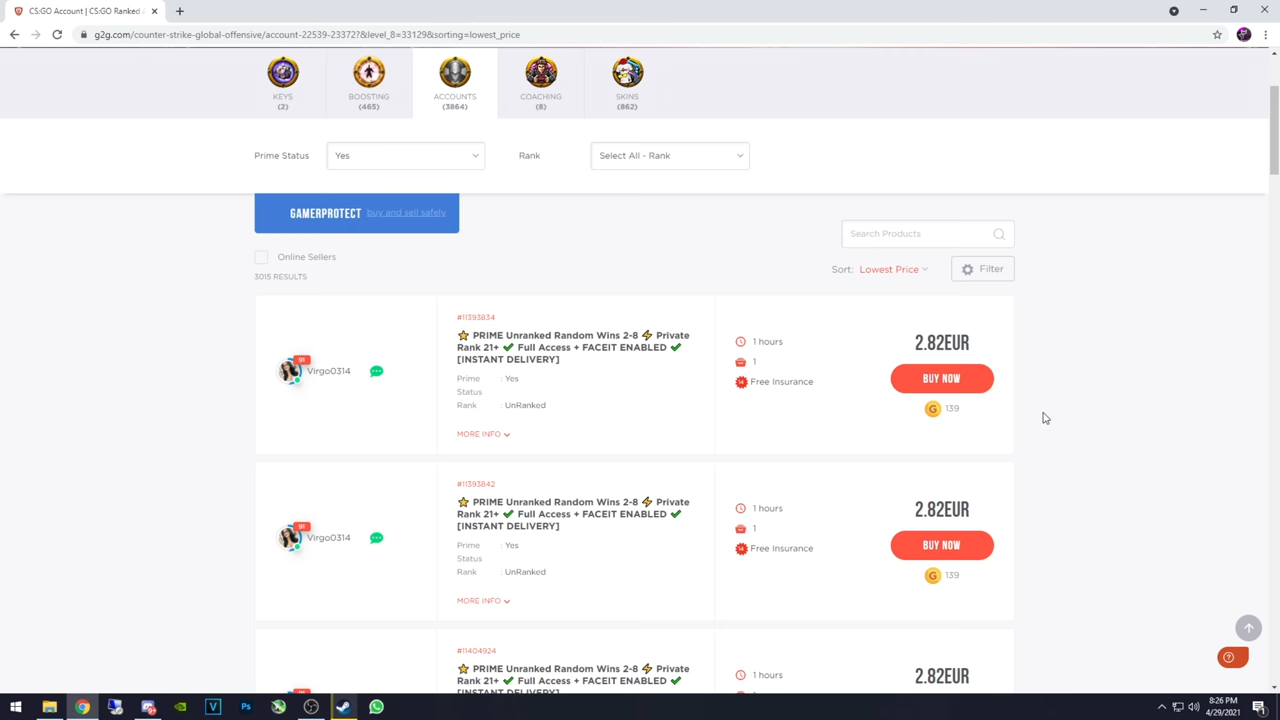 CS:GO Account | CS:GO Ranked
g2g.com/counter-strike-global-offensive/account-22539-23372?&level_8=33129&sorting=lowest_price
KEYS
(2)
BOOSTING
(465)
ACCOUNTS
(3864)
COACHING
(8)
SKINS
(862)
Prime Status
Yes
Rank
Select All - Rank
GAMERPROTECT buy and sell safely
Search Products
Online Sellers
3015 RESULTS
Sort: Lowest Price
Filter
#11393834
PRIME Unranked Random Wins 2-8 ⚡ Private
Rank 21+ ✔ Full Access + FACEIT ENABLED ✔
[INSTANT DELIVERY]
91
Virgo0314
Prime Status : Yes
Rank : UnRanked
MORE INFO
1 hours
1
14 Free Insurance
2.82EUR
BUY NOW
G 139
#11393842
PRIME Unranked Random Wins 2-8 ⚡ Private
Rank 21+ ✔ Full Access + FACEIT ENABLED ✔
[INSTANT DELIVERY]
91
Virgo0314
Prime Status : Yes
Rank : UnRanked
MORE INFO
1 hours
1
14 Free Insurance
2.82EUR
BUY NOW
G 139
#11404924
PRIME Unranked Random Wins 2-8 ⚡ Private
Rank 21+ ✔ Full Access + FACEIT ENABLED ✔
[INSTANT DELIVERY]
1 hours
2.82EUR
8:26 PM
4/29/2021